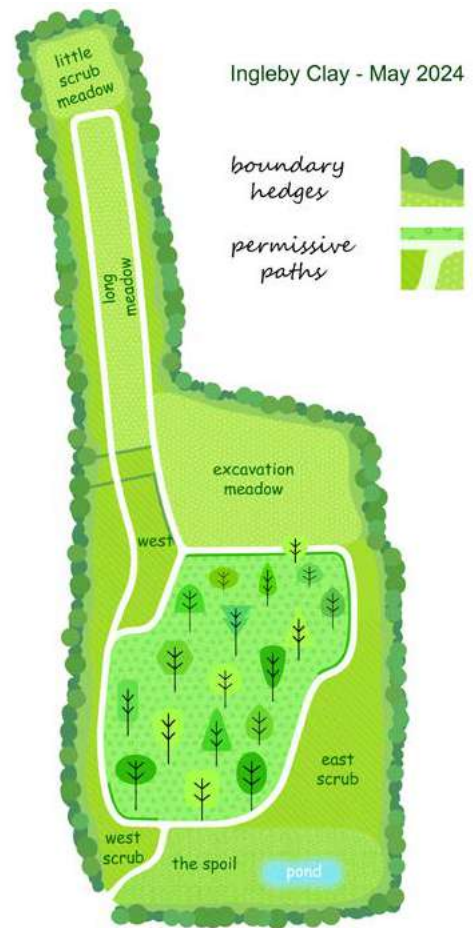 little
scrub
meadow
Ingleby Clay - May 2024
boundary
hedges
permissive
paths
long
meadow
excavation
meadow
west
east
scrub
west
scrub
the spoil
pond